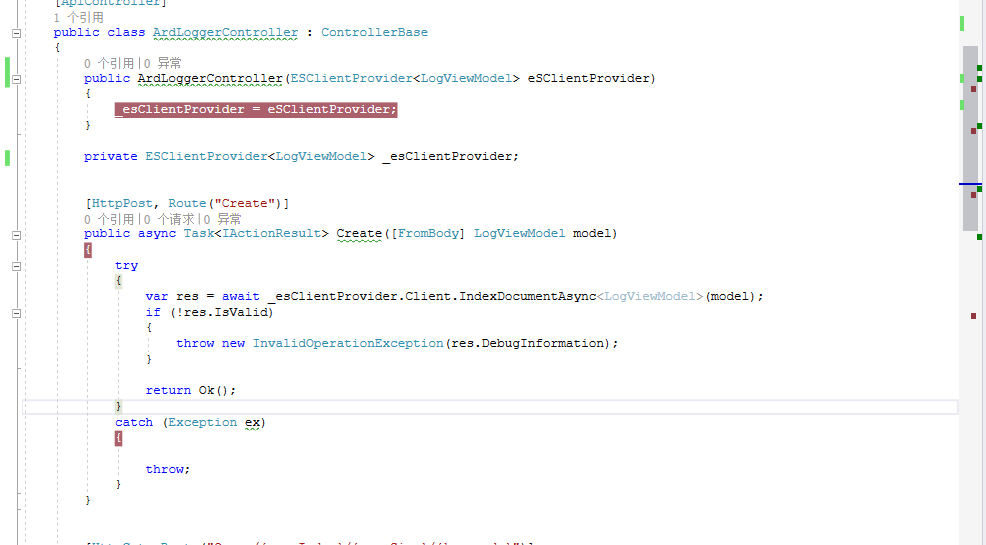 [ApiController]
1 个引用
public class ArdLoggerController : ControllerBase
{
0 个引用|0 异常
public ArdLoggerController(ESClientProvider<LogViewModel> eSClientProvider)
{
_esClientProvider = eSClientProvider;
}
private ESClientProvider<LogViewModel> _esClientProvider;
[HttpPost, Route("Create")]
0 个引用|0 个请求|0 异常
public async Task<IActionResult> Create([FromBody] LogViewModel model)
{
try
{
var res = await _esClientProvider.Client.IndexDocumentAsync<LogViewModel>(model);
if (!res.IsValid)
{
throw new InvalidOperationException(res.DebugInformation);
}
return Ok();
}
catch (Exception ex)
{
throw;
}
}